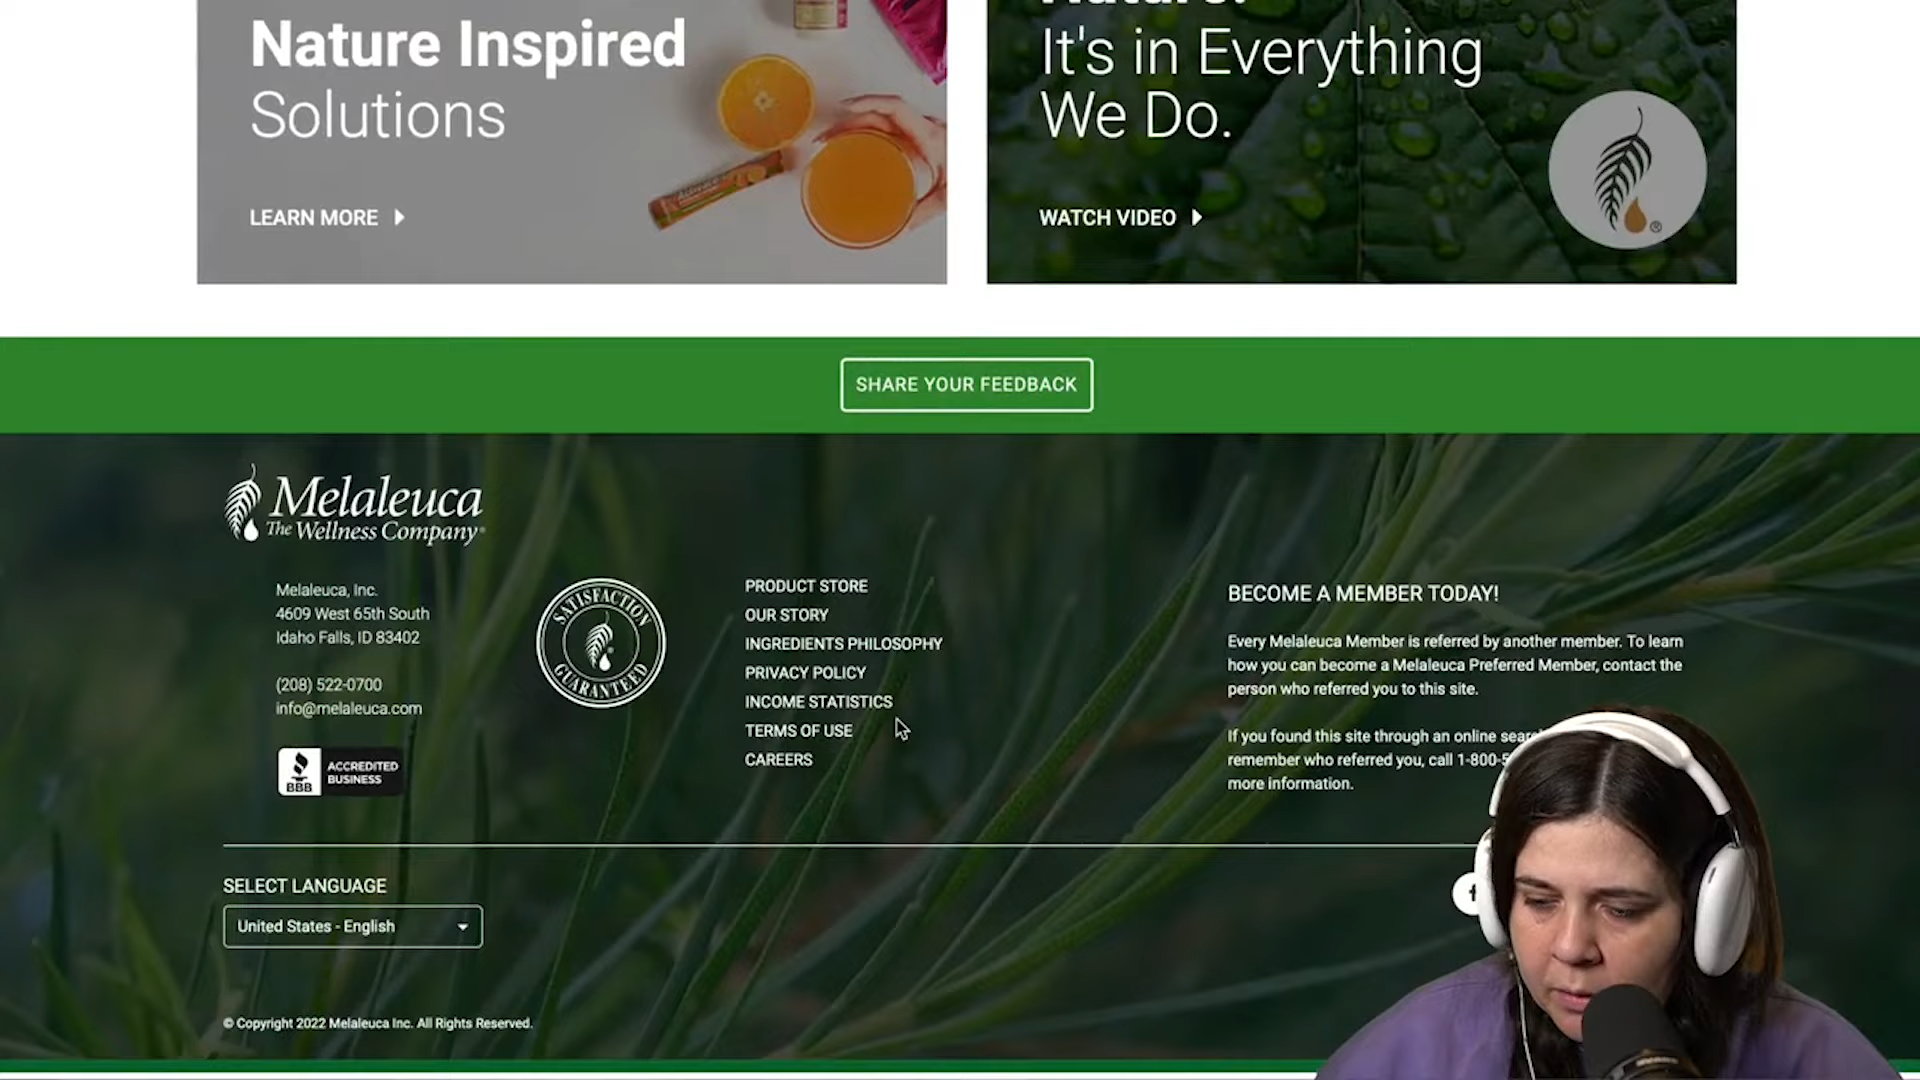 Nature Inspired
Solutions
LEARN MORE
It's in Everything
We Do.
WATCH VIDEO
®
SHARE YOUR FEEDBACK
Melaleuca
The Wellness Company®
Melaleuca, Inc.
4609 West 65th South
Idaho Falls, ID 83402
(208) 522-0700
info@melaleuca.com
BBB
ACCREDITED
BUSINESS
SATISFACTION
GUARANTEED
PRODUCT STORE
OUR STORY
INGREDIENTS PHILOSOPHY
PRIVACY POLICY
INCOME STATISTICS
TERMS OF USE
CAREERS
BECOME A MEMBER TODAY!
Every Melaleuca Member is referred by another member. To learn
how you can become a Melaleuca Preferred Member, contact the
person who referred you to this site.
If you found this site through an online
remember who referred you, call 1-800-5
more information.
SELECT LANGUAGE
United States - English
© Copyright 2022 Melaleuca Inc. All Rights Reserved.